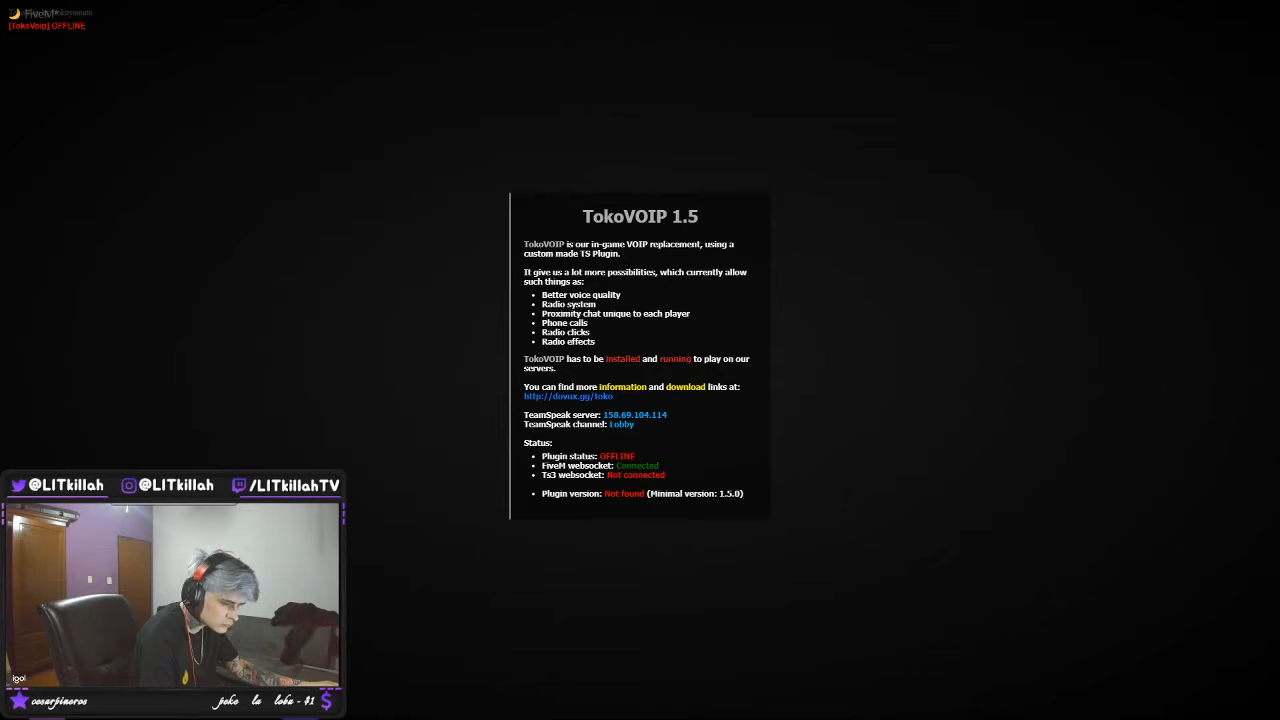 FiveM
[TokoVoip] OFFLINE
TokoVOIP 1.5
TokoVOIP is our in-game VOIP replacement, using a
custom made TS Plugin.
It give us a lot more possibilities, which currently allow
such things as:
• Better voice quality
• Radio system
• Proximity chat unique to each player
• Phone calls
• Radio clicks
• Radio effects
TokoVOIP has to be installed and running to play on our
servers.
You can find more information and download links at:
http://dovux.gg/toko
TeamSpeak server: 158.69.104.114
TeamSpeak channel: Lobby
Status:
• Plugin status: OFFLINE
• FiveM websocket: Connected
• Ts3 websocket: Not connected
• Plugin version: Not found (Minimal version: 1.5.0)
@LITkillah @LITkillah /LITkillahTV
igol
cesarpineros poke la loba - $1